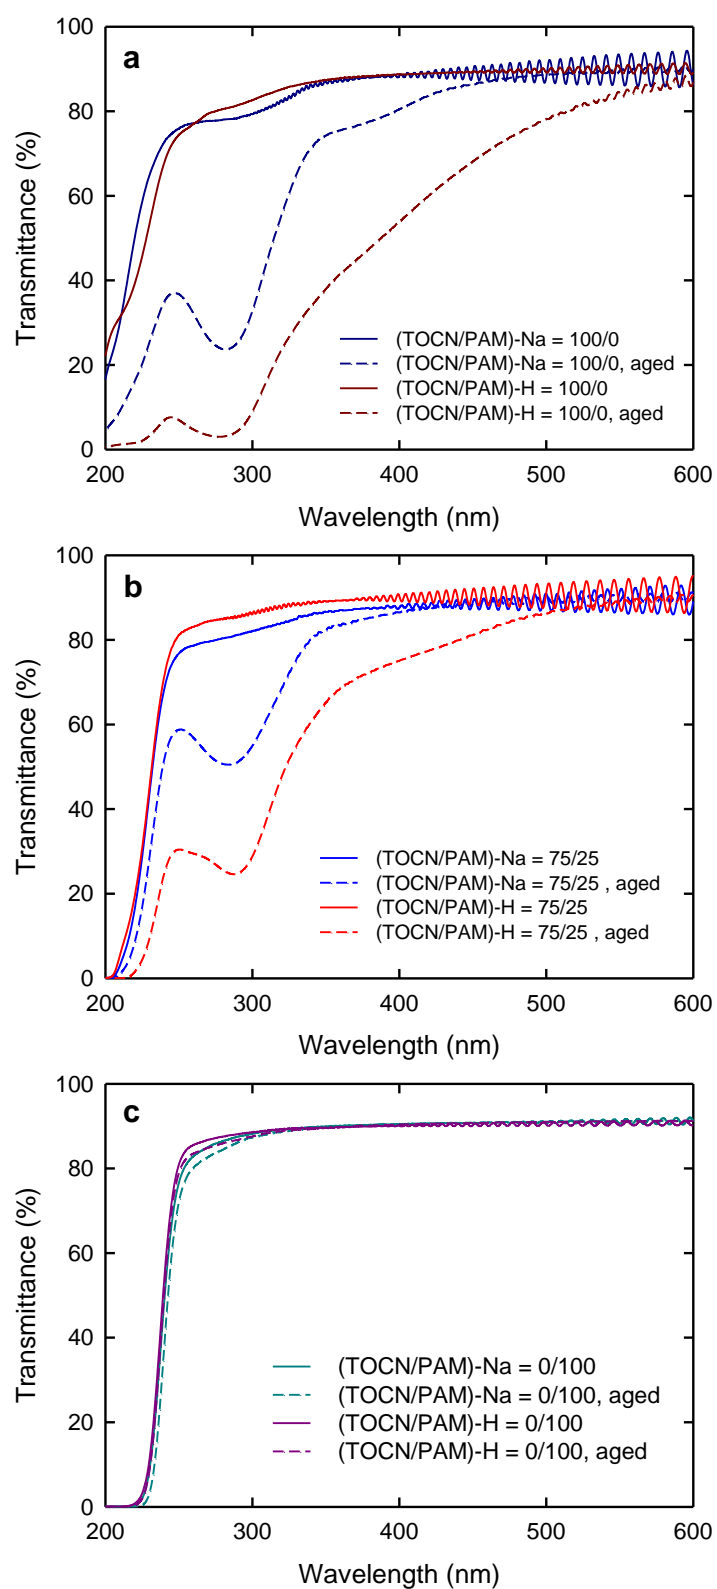 100
a
80
60
40
20
0
Transmittance (%)
(TOCN/PAM)-Na = 100/0
(TOCN/PAM)-Na = 100/0, aged
(TOCN/PAM)-H = 100/0
(TOCN/PAM)-H = 100/0, aged
200 300 400 500 600
Wavelength (nm)
100
b
80
60
40
20
0
Transmittance (%)
(TOCN/PAM)-Na = 75/25
(TOCN/PAM)-Na = 75/25 , aged
(TOCN/PAM)-H = 75/25
(TOCN/PAM)-H = 75/25 , aged
200 300 400 500 600
Wavelength (nm)
100
c
80
60
40
20
0
Transmittance (%)
(TOCN/PAM)-Na = 0/100
(TOCN/PAM)-Na = 0/100, aged
(TOCN/PAM)-H = 0/100
(TOCN/PAM)-H = 0/100, aged
200 300 400 500 600
Wavelength (nm)